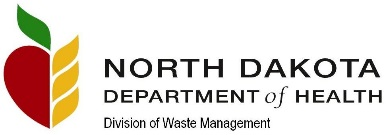 NORTH DAKOTA
DEPARTMENT of HEALTH
Division of Waste Management